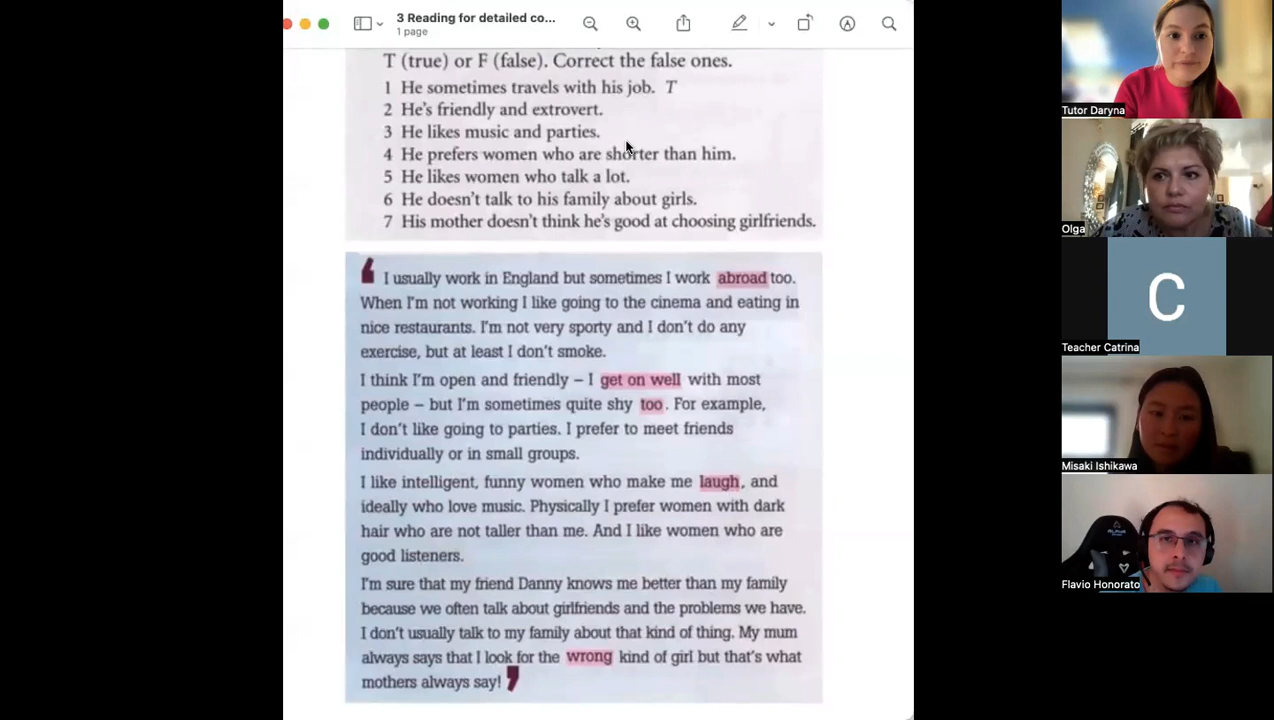 3 Reading for detailed co...
1 page
T (true) or F (false). Correct the false ones.
1 He sometimes travels with his job. T
2 He's friendly and extrovert.
3 He likes music and parties.
4 He prefers women who are shorter than him.
5 He likes women who talk a lot.
6 He doesn't talk to his family about girls.
7 His mother doesn't think he's good at choosing girlfriends.
I usually work in England but sometimes I work abroad too.
When I'm not working I like going to the cinema and eating in
nice restaurants. I'm not very sporty and I don't do any
exercise, but at least I don't smoke.
I think I'm open and friendly – I get on well with most
people – but I'm sometimes quite shy too. For example,
I don't like going to parties. I prefer to meet friends
individually or in small groups.
I like intelligent, funny women who make me laugh, and
ideally who love music. Physically I prefer women with dark
hair who are not taller than me. And I like women who are
good listeners.
I'm sure that my friend Danny knows me better than my family
because we often talk about girlfriends and the problems we have.
I don't usually talk to my family about that kind of thing. My mum
always says that I look for the wrong kind of girl but that's what
mothers always say!
Tutor Daryna
Olga
C
Teacher Catrina
Misaki Ishikawa
Flavio Honorato